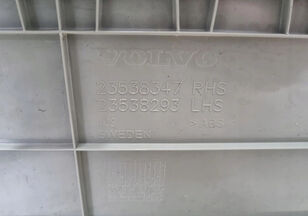 VOLVO
23538347 RHS
23538293 LHS
>ABS
SWEDEN